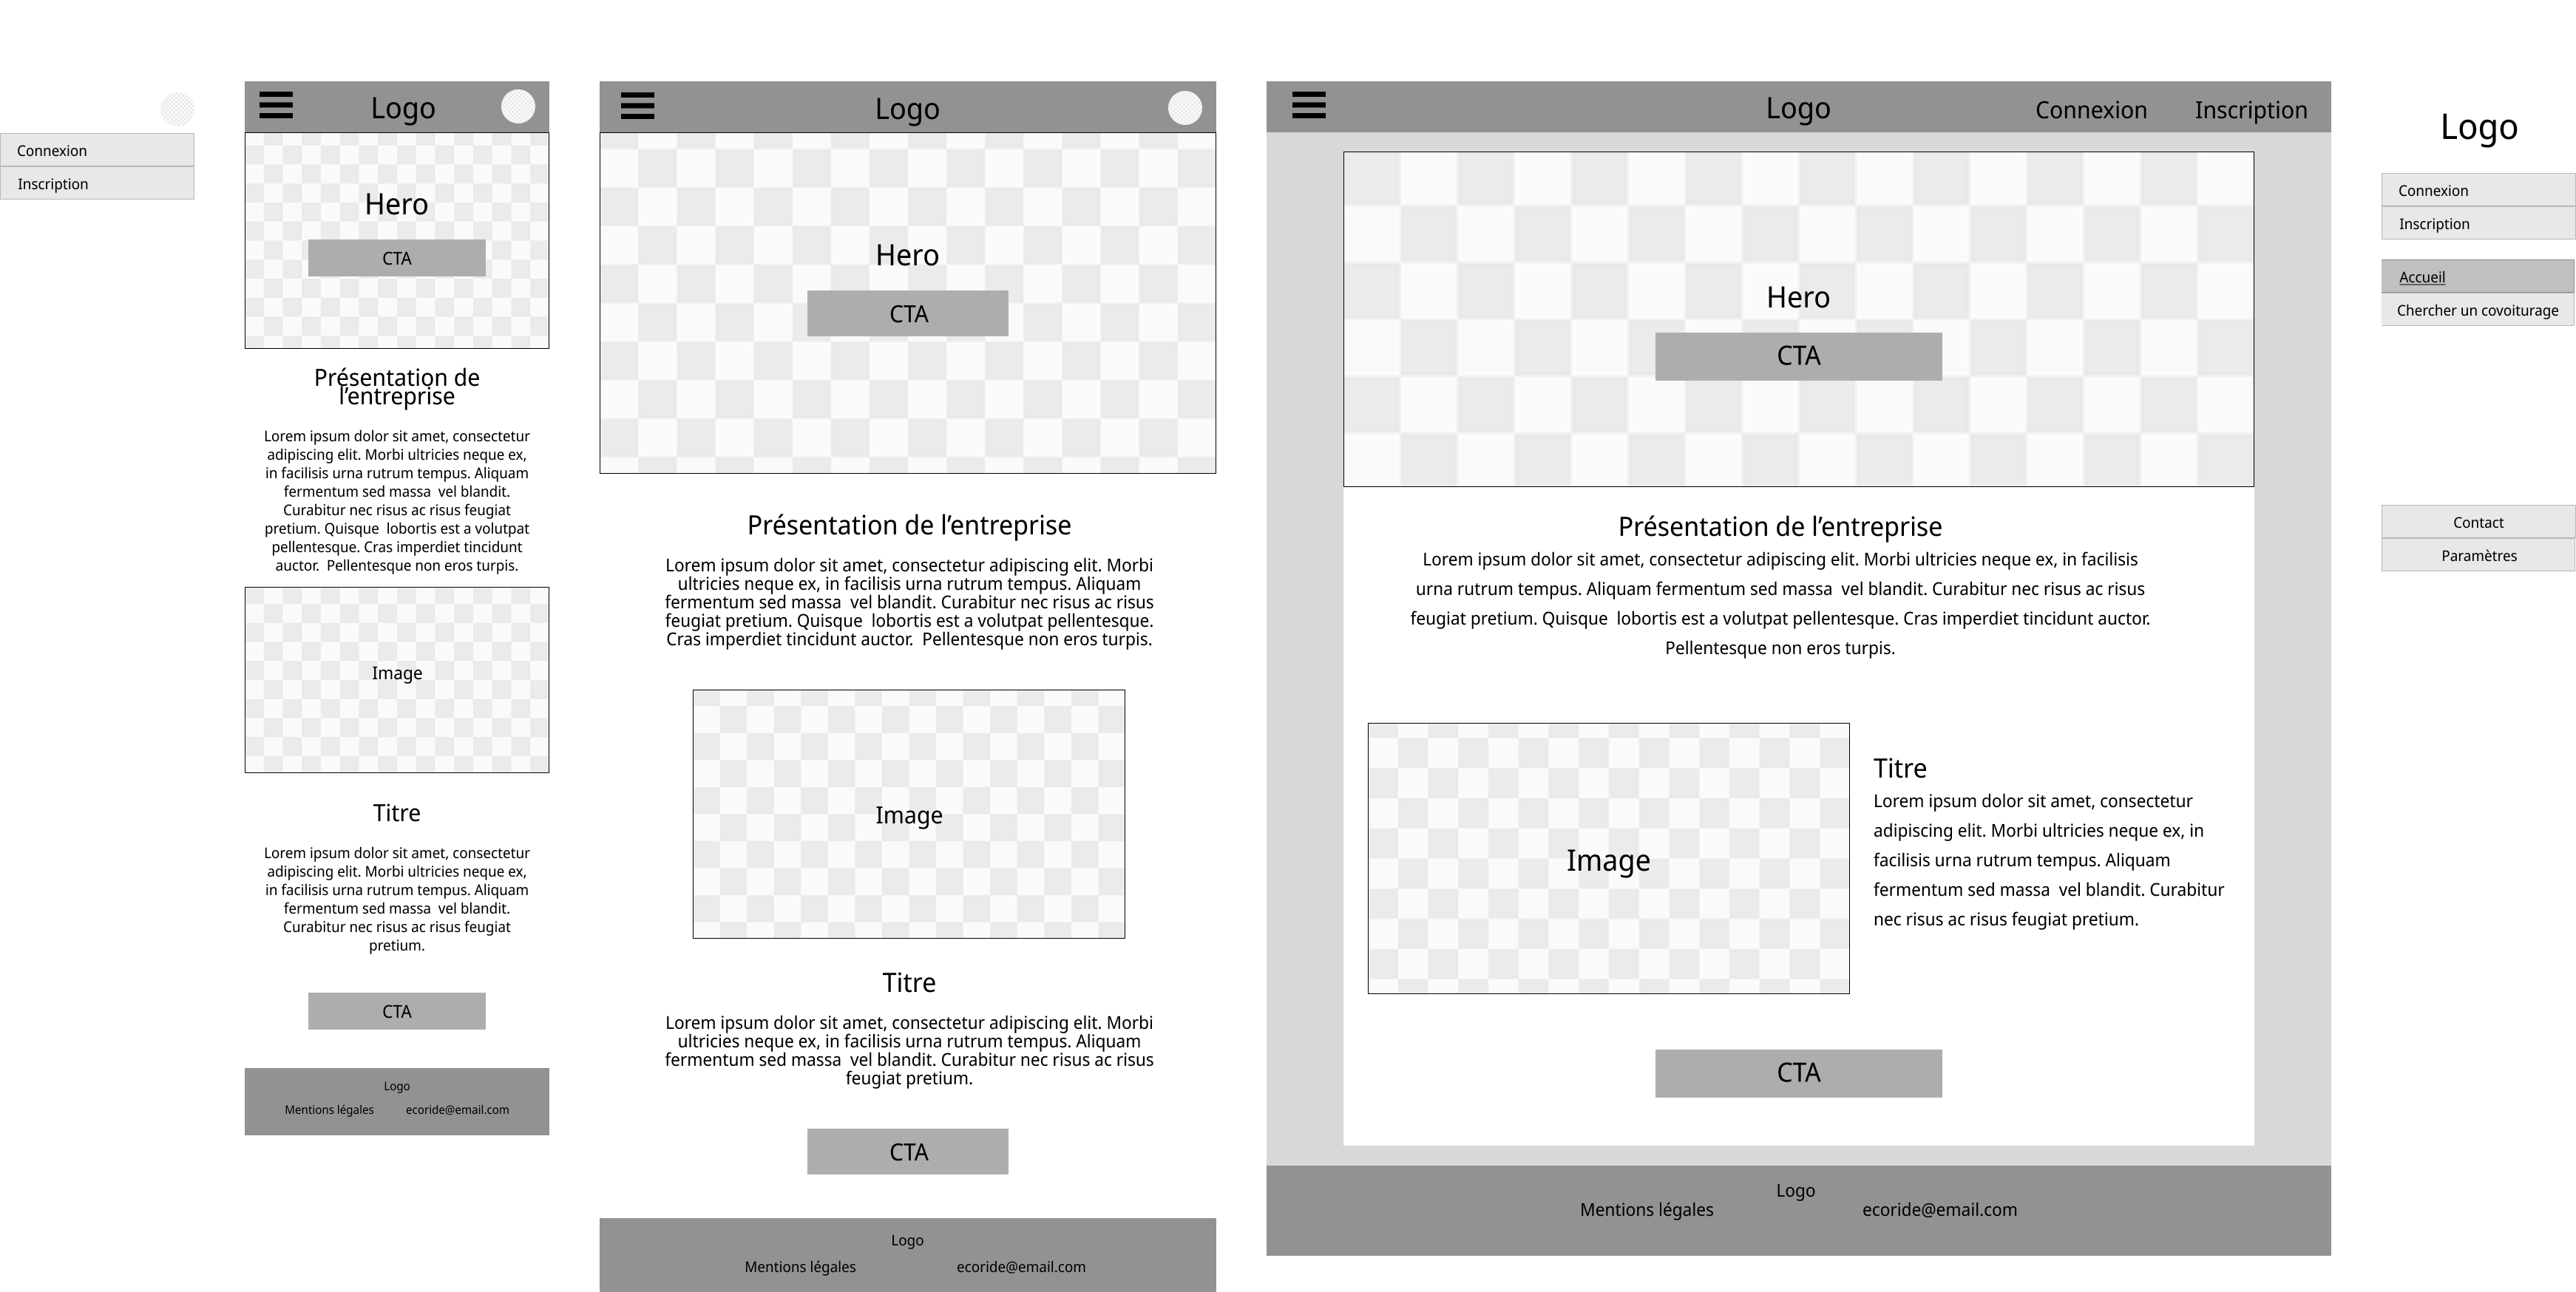 Connexion
Inscription
Logo
Hero
CTA
Présentation de
l’entreprise
Lorem ipsum dolor sit amet, consectetur
adipiscing elit. Morbi ultricies neque ex,
in facilisis urna rutrum tempus. Aliquam
fermentum sed massa  vel blandit.
Curabitur nec risus ac risus feugiat
pretium. Quisque  lobortis est a volutpat
pellentesque. Cras imperdiet tincidunt
auctor.  Pellentesque non eros turpis.
Image
Titre
Lorem ipsum dolor sit amet, consectetur
adipiscing elit. Morbi ultricies neque ex,
in facilisis urna rutrum tempus. Aliquam
fermentum sed massa  vel blandit.
Curabitur nec risus ac risus feugiat
pretium.
CTA
Logo
Mentions légales ecoride@email.com
Logo
Hero
CTA
Présentation de l’entreprise
Lorem ipsum dolor sit amet, consectetur adipiscing elit. Morbi
ultricies neque ex, in facilisis urna rutrum tempus. Aliquam
fermentum sed massa  vel blandit. Curabitur nec risus ac risus
feugiat pretium. Quisque  lobortis est a volutpat pellentesque.
Cras imperdiet tincidunt auctor.  Pellentesque non eros turpis.
Image
Titre
Lorem ipsum dolor sit amet, consectetur adipiscing elit. Morbi
ultricies neque ex, in facilisis urna rutrum tempus. Aliquam
fermentum sed massa  vel blandit. Curabitur nec risus ac risus
feugiat pretium.
CTA
Logo
Mentions légales ecoride@email.com
Logo Connexion Inscription
Hero
CTA
Présentation de l’entreprise
Lorem ipsum dolor sit amet, consectetur adipiscing elit. Morbi ultricies neque ex, in facilisis
urna rutrum tempus. Aliquam fermentum sed massa  vel blandit. Curabitur nec risus ac risus
feugiat pretium. Quisque  lobortis est a volutpat pellentesque. Cras imperdiet tincidunt auctor.
Pellentesque non eros turpis.
Image
Titre
Lorem ipsum dolor sit amet, consectetur
adipiscing elit. Morbi ultricies neque ex, in
facilisis urna rutrum tempus. Aliquam
fermentum sed massa  vel blandit. Curabitur
nec risus ac risus feugiat pretium.
CTA
Logo
Mentions légales ecoride@email.com
Logo
Connexion
Inscription
Accueil
Chercher un covoiturage
Contact
Paramètres